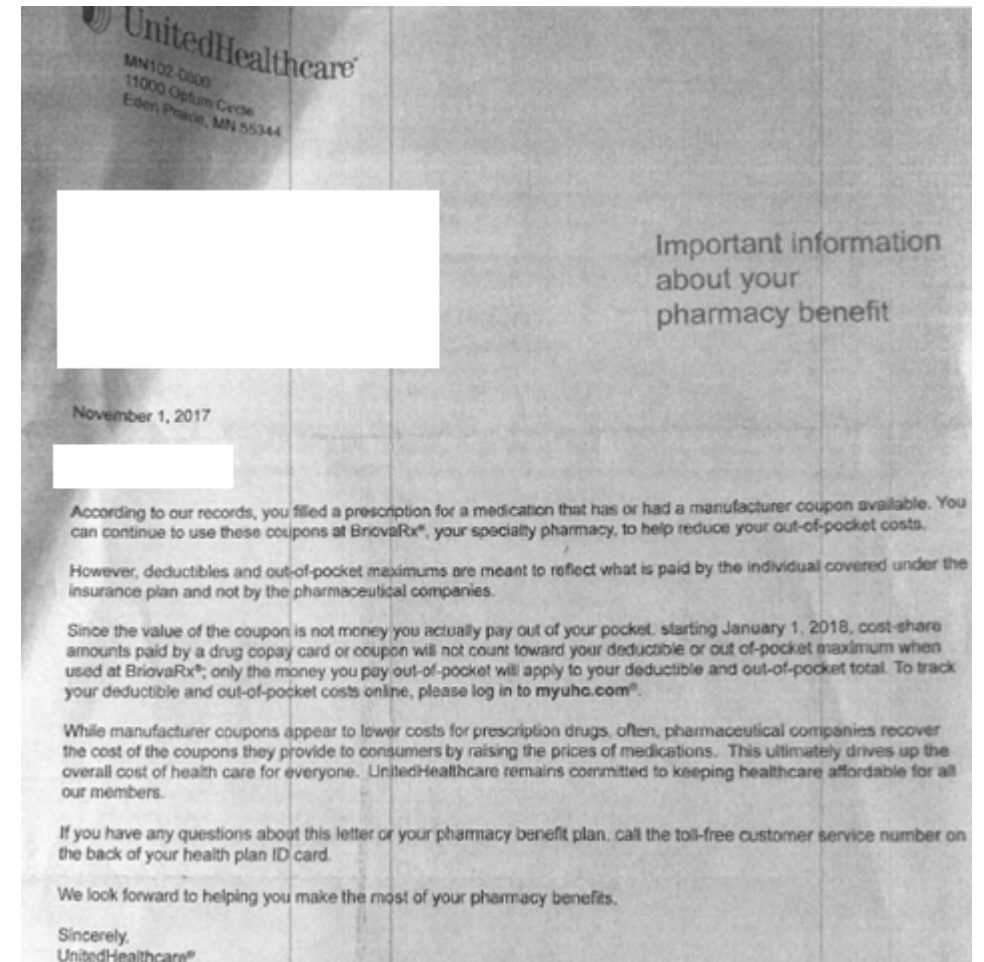 UnitedHealthcare®
MN102-0800
11000 Optum Circle
Eden Prairie, MN 55344
Important information
about your
pharmacy benefit
November 1, 2017
According to our records, you filled a prescription for a medication that has or had a manufacturer coupon available. You
can continue to use these coupons at BriovaRx®, your specialty pharmacy, to help reduce your out-of-pocket costs.
However, deductibles and out-of-pocket maximums are meant to reflect what is paid by the individual covered under the
insurance plan and not by the pharmaceutical companies.
Since the value of the coupon is not money you actually pay out of your pocket, starting January 1, 2018, cost-share
amounts paid by a drug copay card or coupon will not count toward your deductible or out of-pocket maximum when
used at BriovaRx®; only the money you pay out-of-pocket will apply to your deductible and out-of-pocket total. To track
your deductible and out-of-pocket costs online, please log in to myuhc.com®.
While manufacturer coupons appear to lower costs for prescription drugs, often, pharmaceutical companies recover
the cost of the coupons they provide to consumers by raising the prices of medications. This ultimately drives up the
overall cost of health care for everyone. UnitedHealthcare remains committed to keeping healthcare affordable for all
our members.
If you have any questions about this letter or your pharmacy benefit plan, call the toll-free customer service number on
the back of your health plan ID card.
We look forward to helping you make the most of your pharmacy benefits.
Sincerely,
UnitedHealthcare®